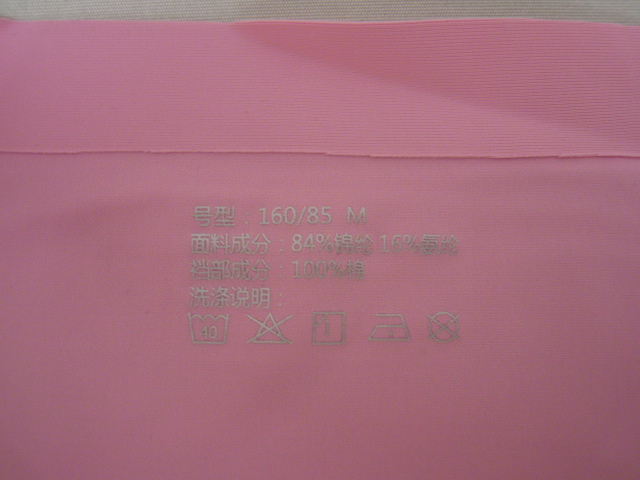 号型：160/85 M
面料成分：84%锦纶 16%氨纶
裆部成分：100%棉
洗涤说明：
40